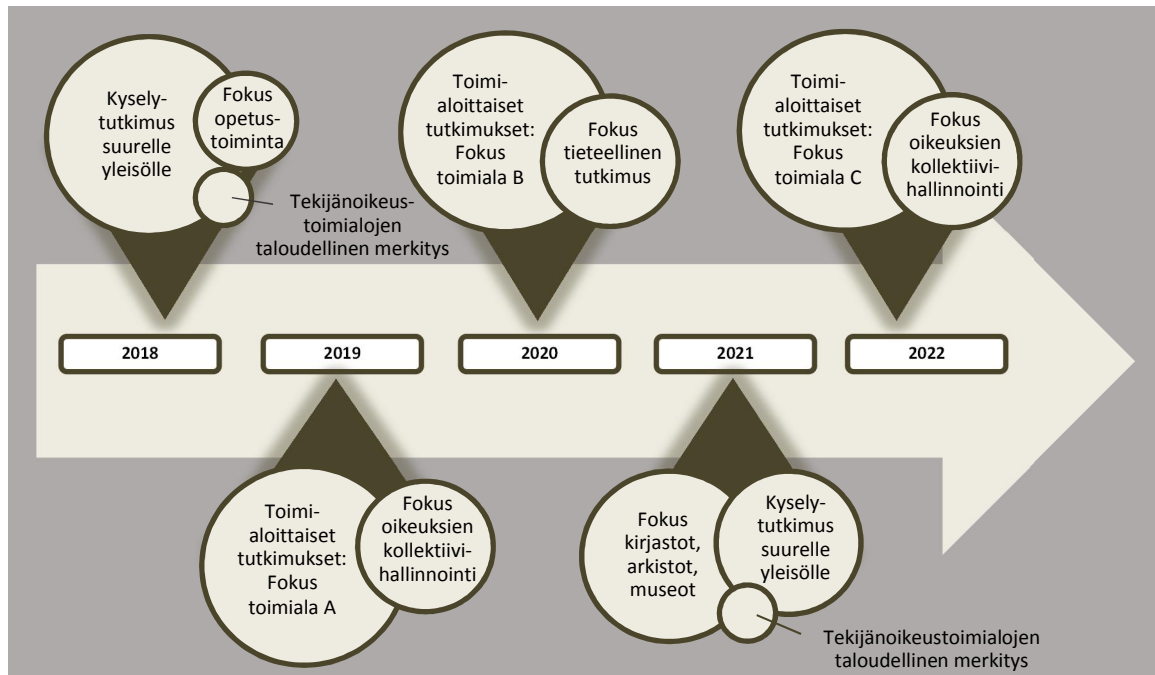 Kysely-
tutkimus
suurelle
yleisölle
Fokus
opetus-
toiminta
Tekijänoikeus-
toimialojen
taloudellinen merkitys
Toimi-
aloittaiset
tutkimukset:
Fokus
toimiala B
Fokus
tieteellinen
tutkimus
Toimi-
aloittaiset
tutkimukset:
Fokus
toimiala C
Fokus
oikeuksien
kollektiivi-
hallinnointi
2018
2019
2020
2021
2022
Toimi-
aloittaiset
tutkimukset:
Fokus
toimiala A
Fokus
oikeuksien
kollektiivi-
hallinnointi
Fokus
kirjastot,
arkistot,
museot
Kysely-
tutkimus
suurelle
yleisölle
Tekijänoikeustoimialojen
taloudellinen merkitys